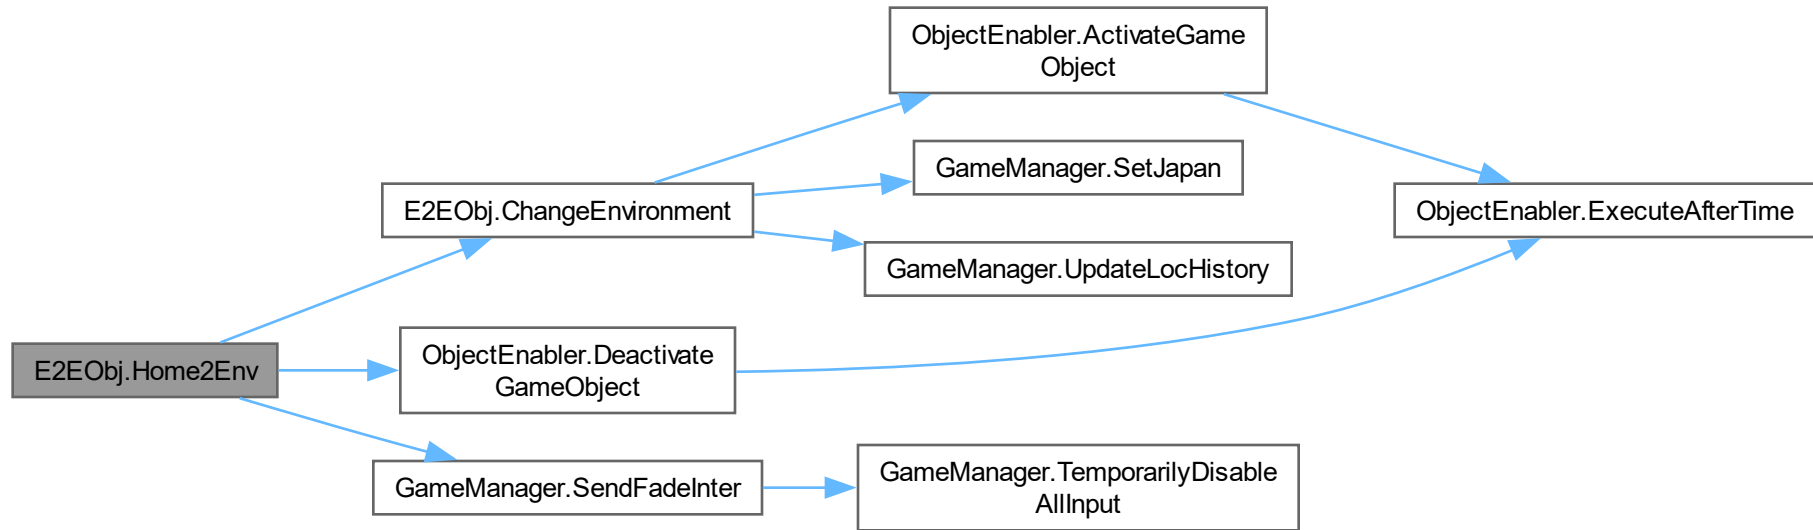 E2EObj.Home2Env
E2EObj.ChangeEnvironment
ObjectEnabler.ActivateGame
Object
GameManager.SetJapan
GameManager.UpdateLocHistory
ObjectEnabler.ExecuteAfterTime
ObjectEnabler.Deactivate
GameObject
GameManager.SendFadeInter
GameManager.TemporarilyDisable
AllInput